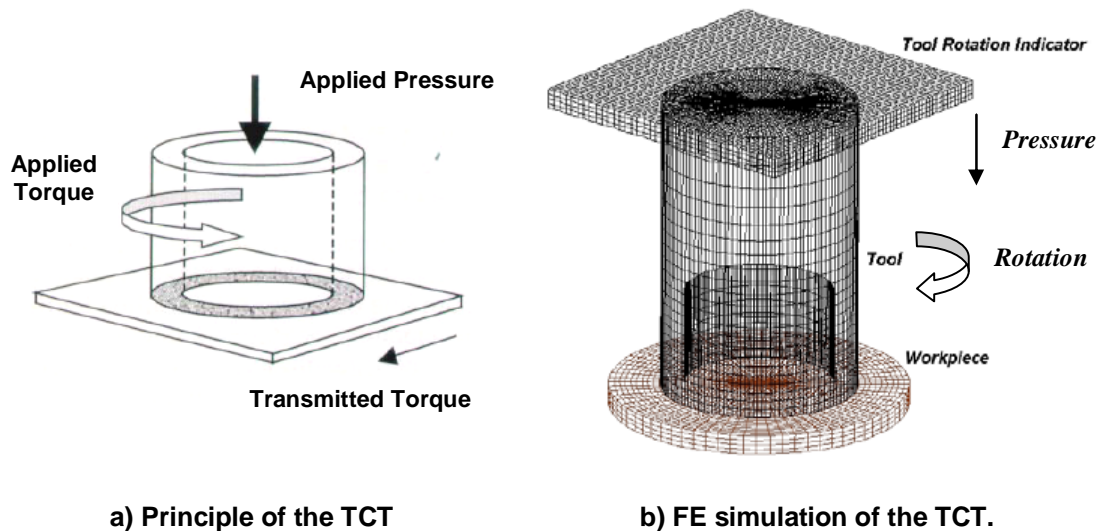 Applied Pressure
Applied
Torque
Transmitted Torque
Tool Rotation Indicator
Pressure
Tool
Rotation
Workpiece
a) Principle of the TCT
b) FE simulation of the TCT.